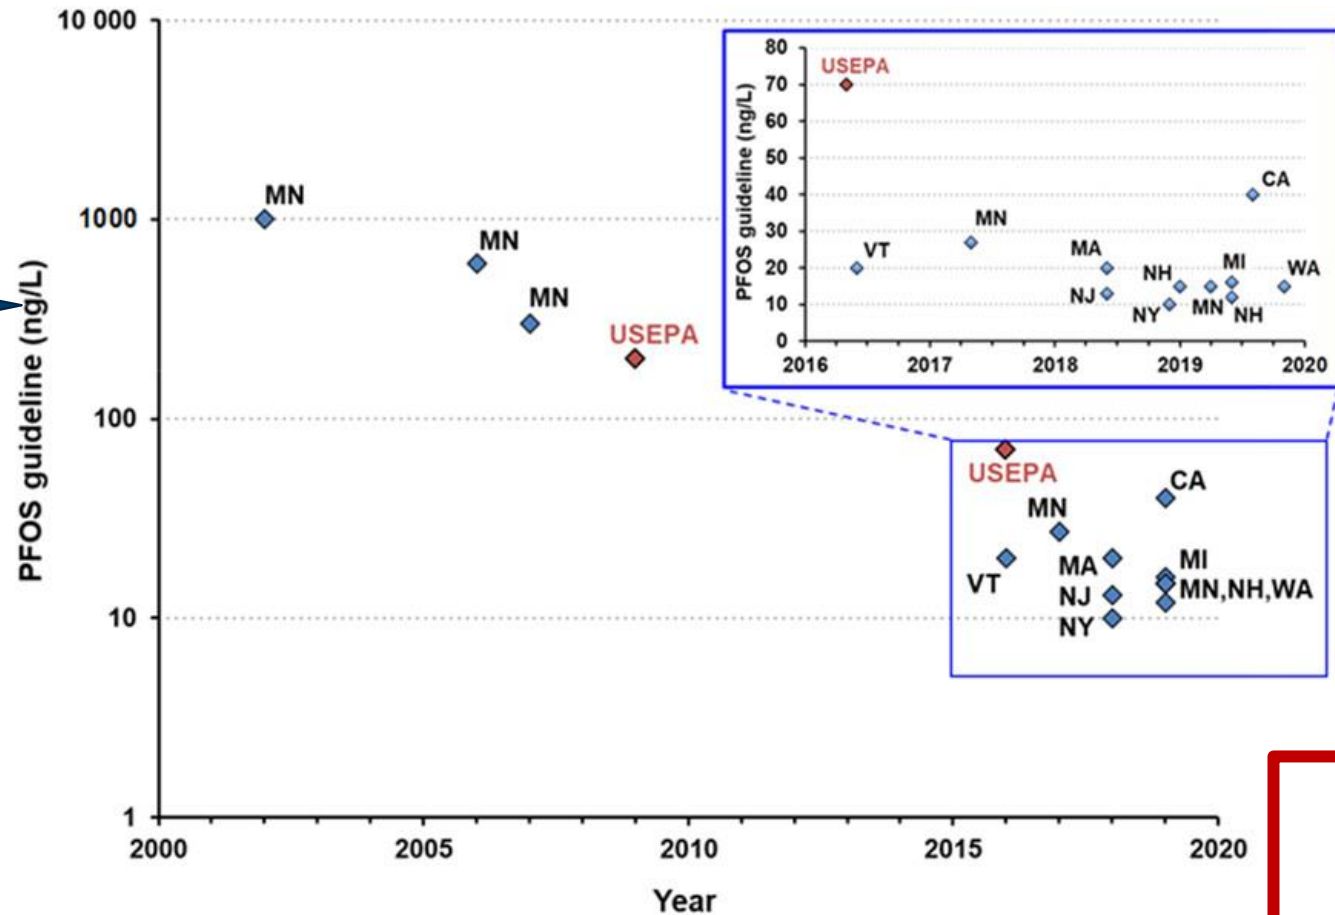 10 000
1000
100
10
1
PFOS guideline (ng/L)
2000
2005
2010
2015
2020
Year
MN
MN
MN
USEPA
USEPA
MN
VT
MA
NJ
NY
CA
MI
MN,NH,WA
80
70
60
50
40
30
20
10
0
PFOS guideline (ng/L)
2016
2017
2018
2019
2020
USEPA
VT
MN
MA
NJ
NY
NH
MN
MI
NH
CA
WA